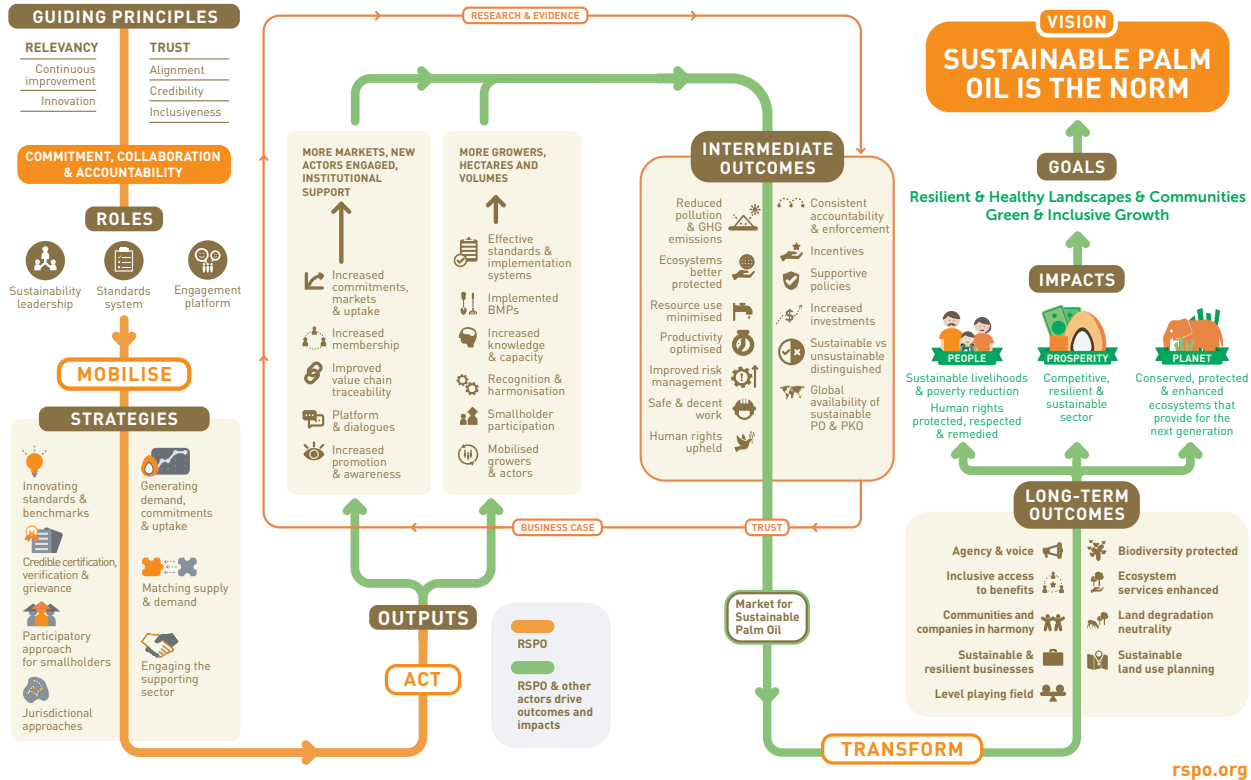 GUIDING PRINCIPLES
RELEVANCY
Continuous
improvement
Innovation
TRUST
Alignment
Credibility
Inclusiveness
COMMITMENT, COLLABORATION
& ACCOUNTABILITY
ROLES
Sustainability
leadership
Standards
system
Engagement
platform
MOBILISE
STRATEGIES
Innovating
standards &
benchmarks
Credible certification,
verification &
grievance
Participatory
approach
for smallholders
Jurisdictional
approaches
Generating
demand,
commitments
& uptake
Matching supply
& demand
Engaging the
supporting
sector
RESEARCH & EVIDENCE
MORE MARKETS, NEW
ACTORS ENGAGED,
INSTITUTIONAL
SUPPORT
Increased
commitments,
markets
& uptake
Increased
membership
Improved
value chain
traceability
Platform
& dialogues
Increased
promotion
& awareness
MORE GROWERS,
HECTARES AND
VOLUMES
Effective
standards &
implementation
systems
Implemented
BMPs
Increased
knowledge
& capacity
Recognition &
harmonisation
Smallholder
participation
Mobilised
growers
& actors
BUSINESS CASE
TRUST
OUTPUTS
ACT
RSPO
RSPO & other
actors drive
outcomes and
impacts
INTERMEDIATE
OUTCOMES
Reduced
pollution
& GHG
emissions
Ecosystems
better
protected
Resource use
minimised
Productivity
optimised
Improved risk
management
Safe & decent
work
Human rights
upheld
Consistent
accountability
& enforcement
Incentives
Supportive
policies
Increased
investments
Sustainable vs
unsustainable
distinguished
Global
availability of
sustainable
PO & PKO
Market for
Sustainable
Palm Oil
TRANSFORM
VISION
SUSTAINABLE PALM
OIL IS THE NORM
GOALS
Resilient & Healthy Landscapes & Communities
Green & Inclusive Growth
IMPACTS
PEOPLE
Sustainable livelihoods
& poverty reduction
Human rights
protected, respected
& remedied
PROSPERITY
Competitive,
resilient &
sustainable
sector
PLANET
Conserved, protected
& enhanced
ecosystems that
provide for the
next generation
LONG-TERM
OUTCOMES
Agency & voice
Inclusive access
to benefits
Communities and
companies in harmony
Sustainable &
resilient businesses
Level playing field
Biodiversity protected
Ecosystem
services enhanced
Land degradation
neutrality
Sustainable
land use planning
rspo.org